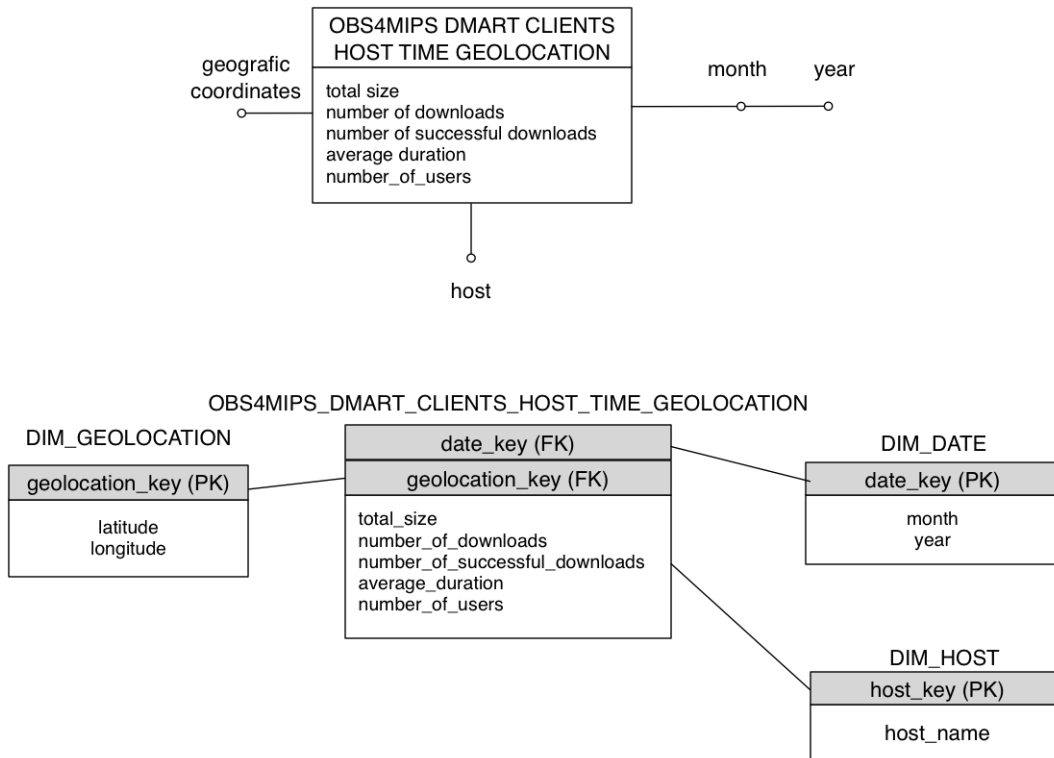 OBS4MIPS DMART CLIENTS
HOST TIME GEOLOCATION
geografic
coordinates
total size
number of downloads
number of successful downloads
average duration
number_of_users
month
year
host
OBS4MIPS_DMART_CLIENTS_HOST_TIME_GEOLOCATION
DIM_GEOLOCATION
geolocation_key (PK)
latitude
longitude
date_key (FK)
geolocation_key (FK)
total_size
number_of_downloads
number_of_successful_downloads
average_duration
number_of_users
DIM_DATE
date_key (PK)
month
year
DIM_HOST
host_key (PK)
host_name